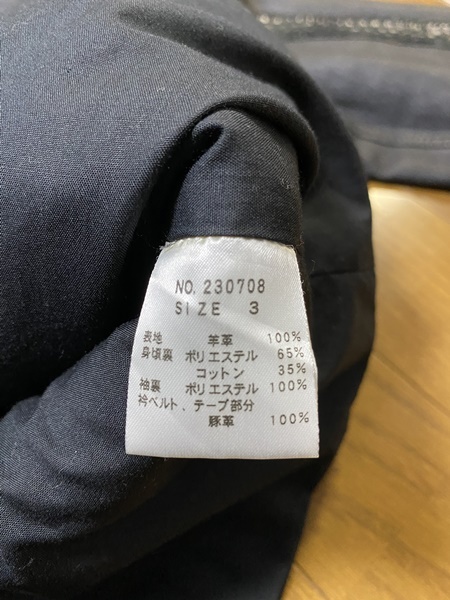 NO. 230708
SIZE 3
表地 羊革 100%
身頃裏 ポリエステル 65%
コットン 35%
袖裏 ポリエステル 100%
衿ベルト、テープ部分
豚革 100%